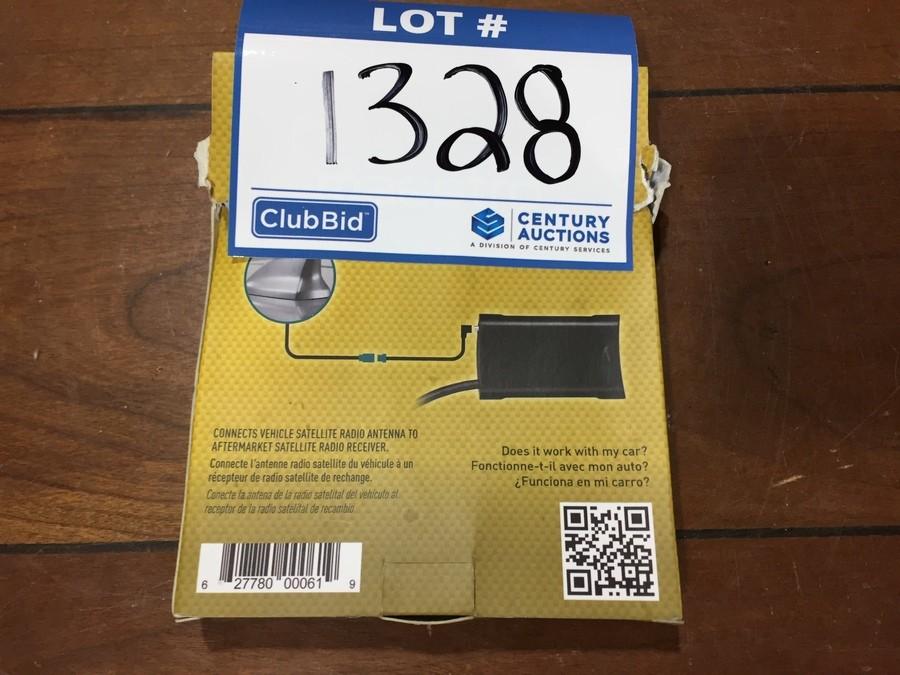 LOT #
1328
ClubBid™
CENTURY
AUCTIONS
A DIVISION OF CENTURY SERVICES
CONNECTS VEHICLE SATELLITE RADIO ANTENNA TO
AFTERMARKET SATELLITE RADIO RECEIVER.
Connecte l'antenne radio satellite du véhicule à un
récepteur de radio satellite de rechange.
Conecte la antena de la radio satelital del vehículo al
receptor de la radio satelital de recambio.
Does it work with my car?
Fonctionne-t-il avec mon auto?
¿Funciona en mi carro?
6 27780 00061 9